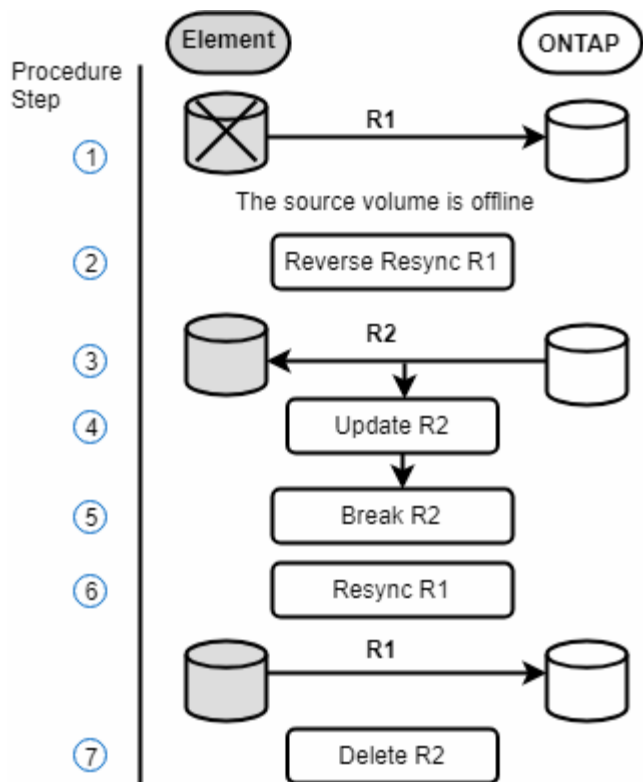 Element
ONTAP
Procedure
Step
R1
1
The source volume is offline
2
Reverse Resync R1
R2
3
4
Update R2
5
Break R2
6
Resync R1
R1
7
Delete R2